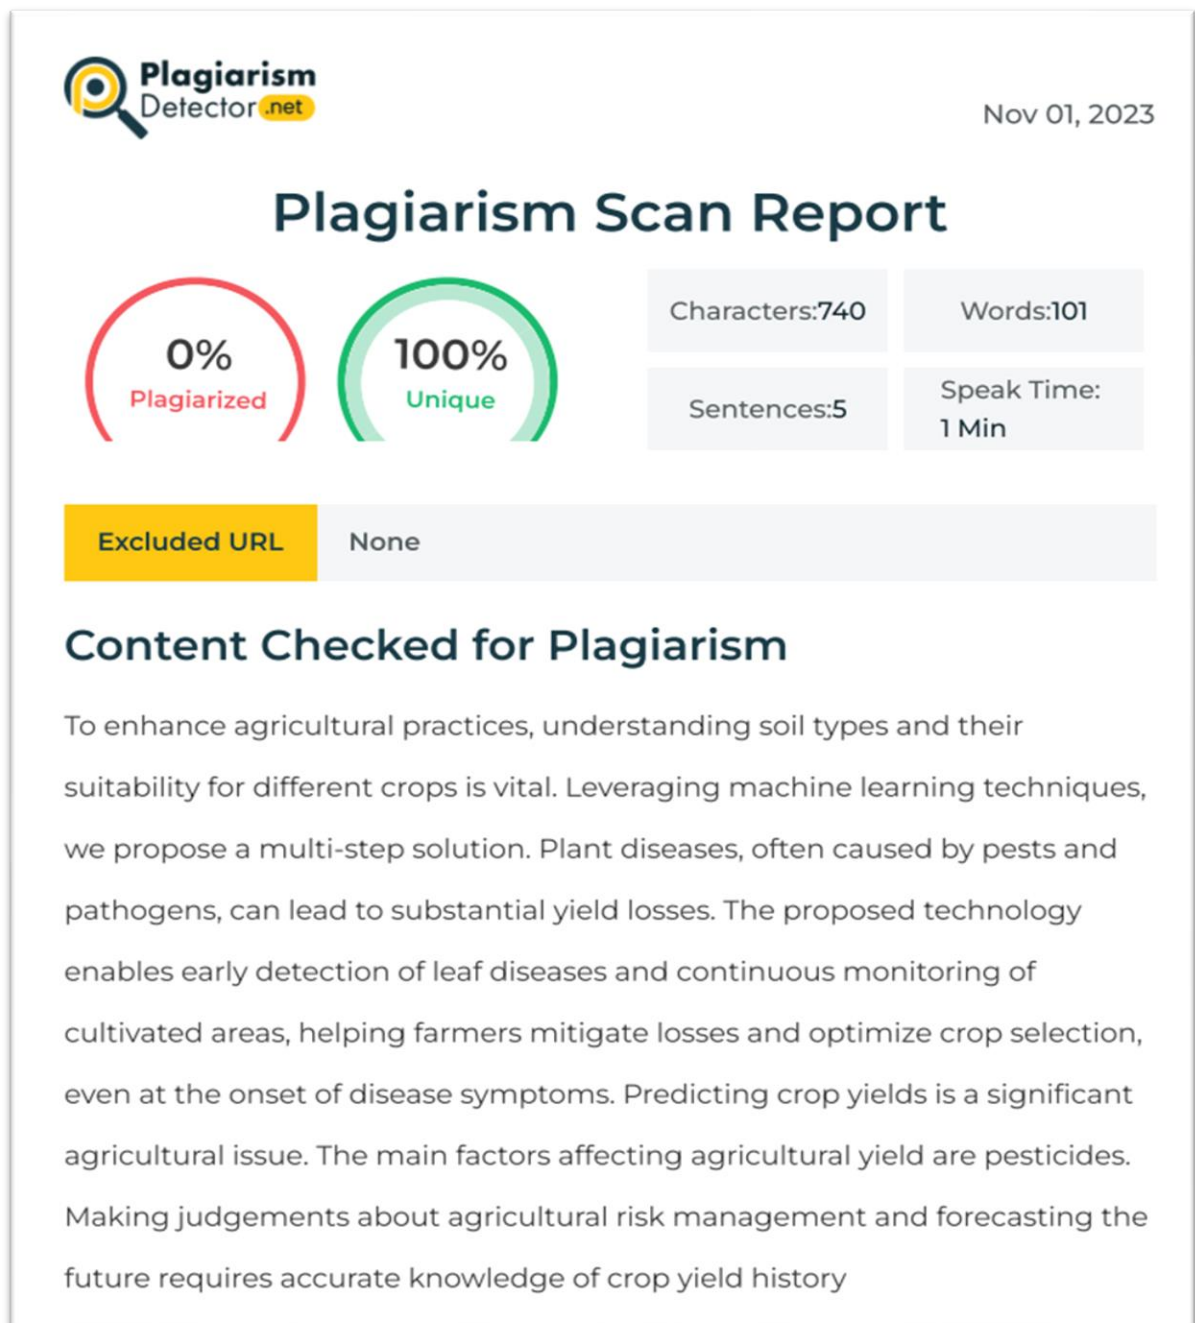 Plagiarism
Detector .net
Nov 01, 2023
Plagiarism Scan Report
0%
Plagiarized
100%
Unique
Characters:740
Words:101
Sentences:5
Speak Time:
1 Min
Excluded URL
None
Content Checked for Plagiarism
To enhance agricultural practices, understanding soil types and their
suitability for different crops is vital. Leveraging machine learning techniques,
we propose a multi-step solution. Plant diseases, often caused by pests and
pathogens, can lead to substantial yield losses. The proposed technology
enables early detection of leaf diseases and continuous monitoring of
cultivated areas, helping farmers mitigate losses and optimize crop selection,
even at the onset of disease symptoms. Predicting crop yields is a significant
agricultural issue. The main factors affecting agricultural yield are pesticides.
Making judgements about agricultural risk management and forecasting the
future requires accurate knowledge of crop yield history